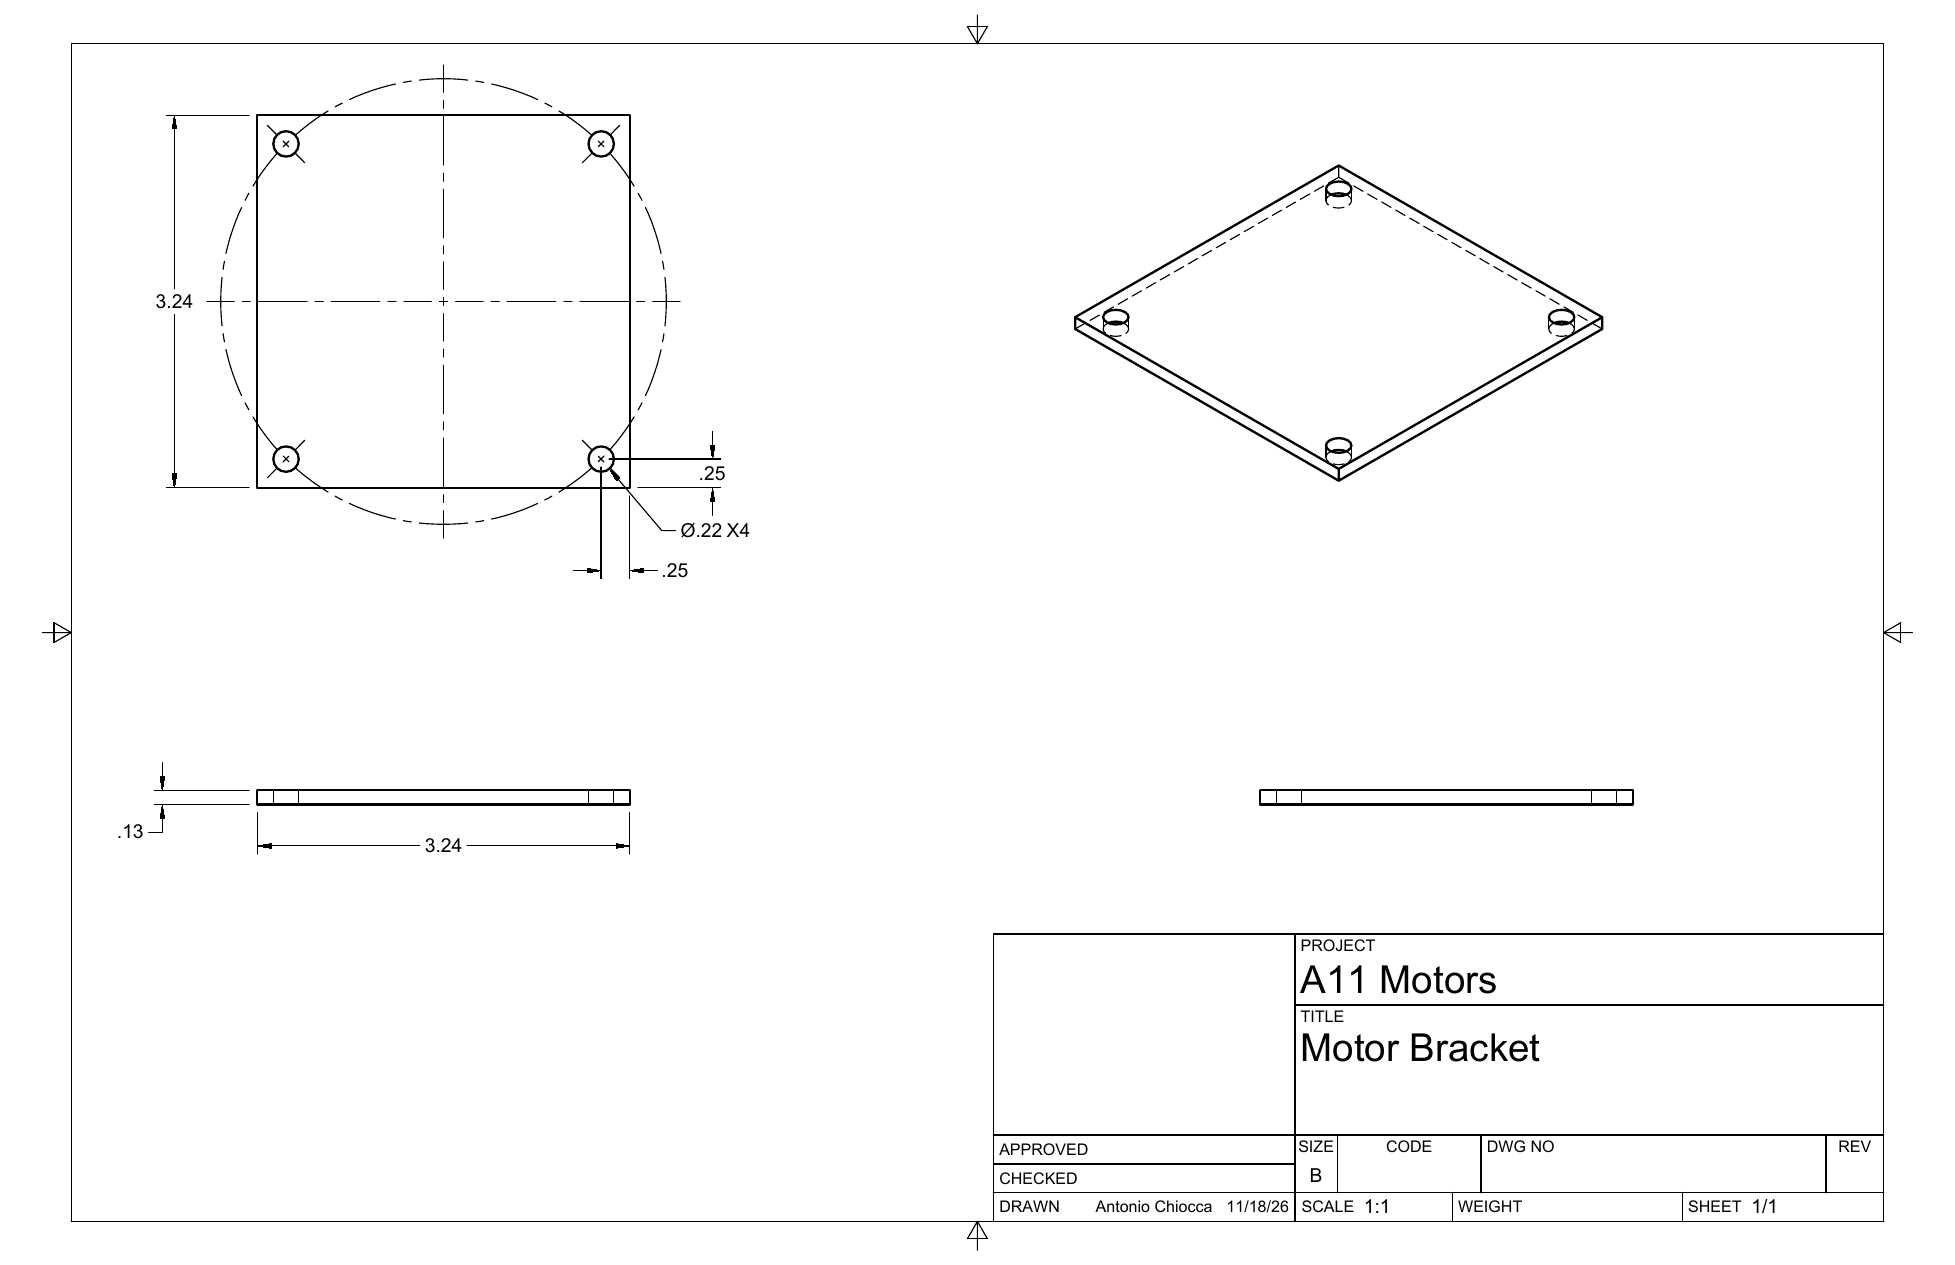 3.24
.25
Ø.22 X4
.25
.13
3.24
PROJECT
A11 Motors
TITLE
Motor Bracket
APPROVED
CHECKED
DRAWN Antonio Chiocca 11/18/26
SIZE CODE DWG NO REV
B
SCALE 1:1 WEIGHT SHEET 1/1